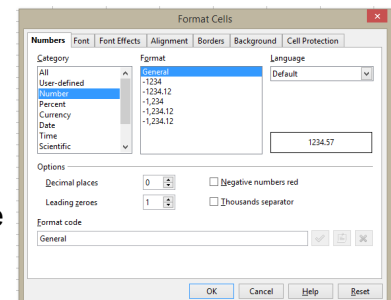 Format Cells
Numbers Font Font Effects Alignment Borders Background Cell Protection
Category Format Language
All General Default
User-defined -1234
Number -1234.12
Percent -1,234
Currency -1,234.12
Date -1,234.12
Time
Scientific 1234.57
Options
Decimal places 0 Negative numbers red
Leading zeroes 1 Thousands separator
e
Format code
General
OK Cancel Help Reset